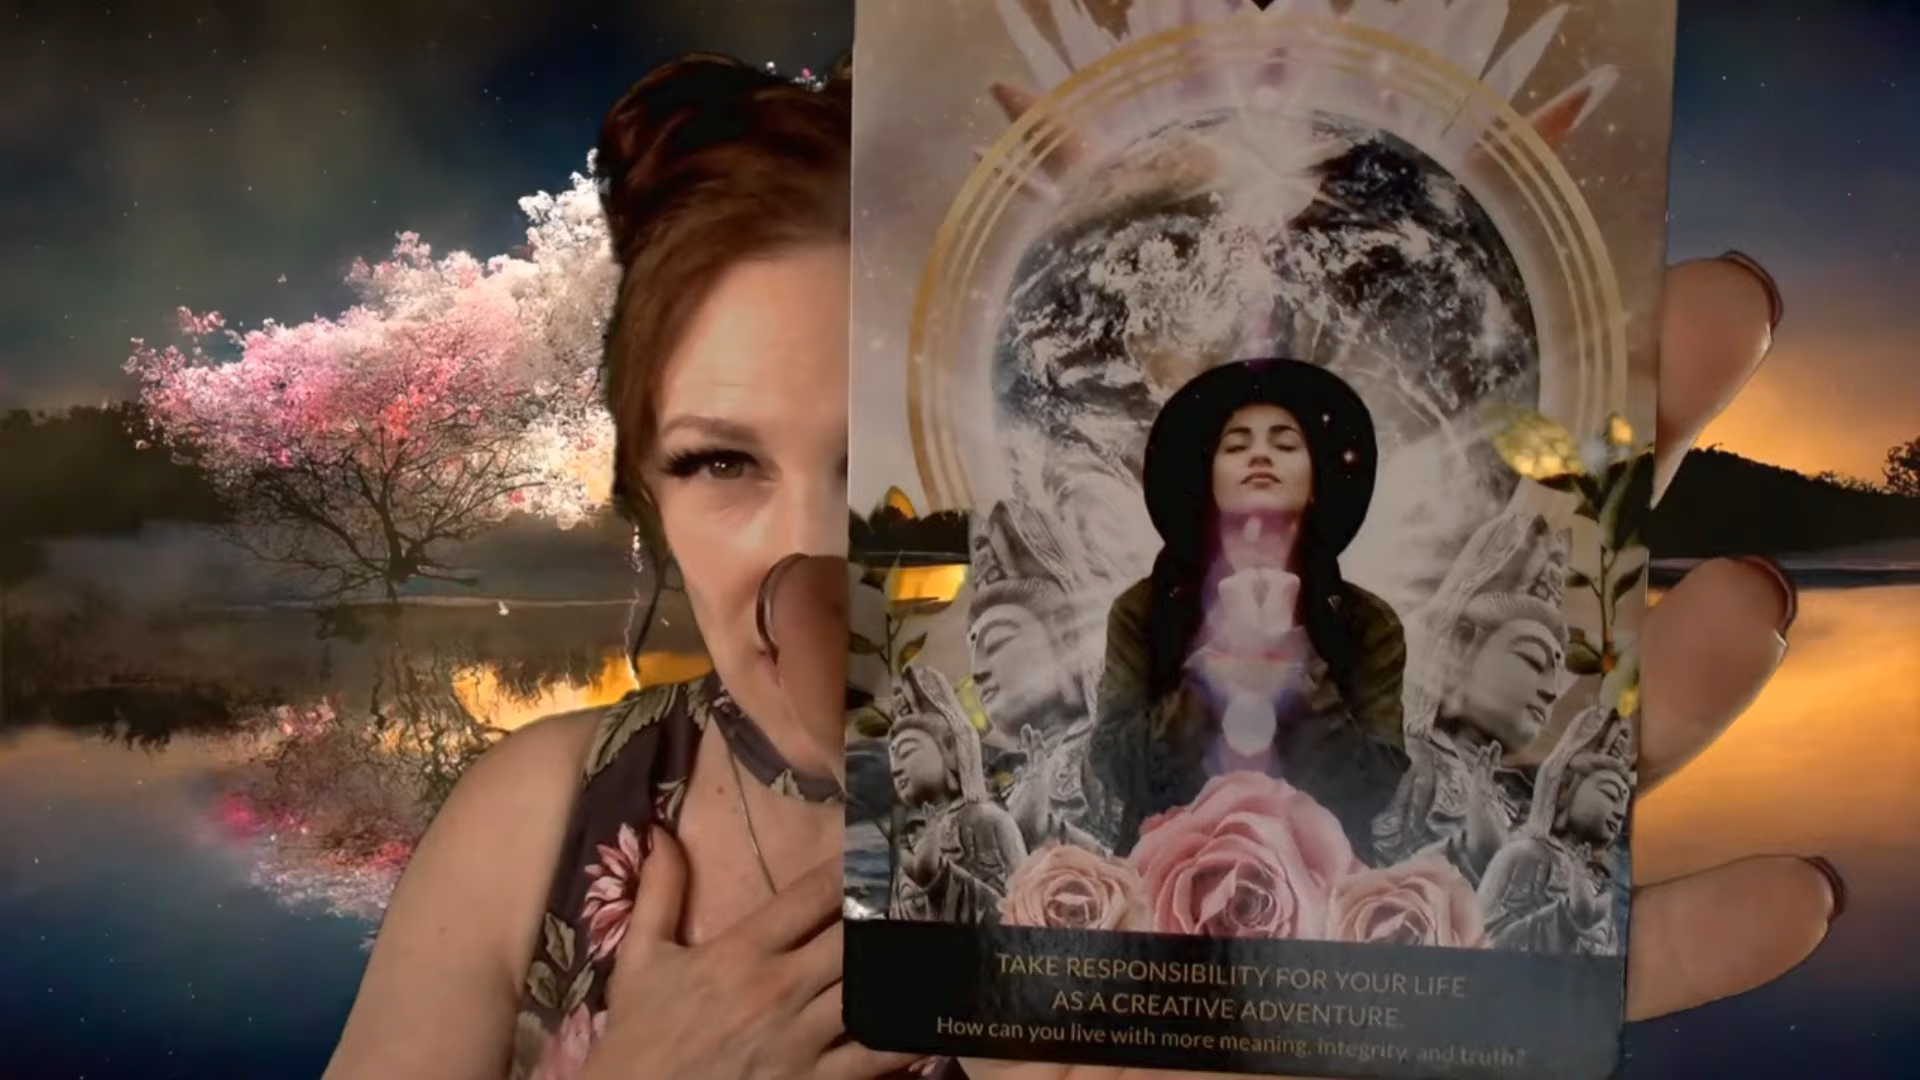 TAKE RESPONSIBILITY FOR YOUR LIFE
AS A CREATIVE ADVENTURE.
How can you live with more meaning, integrity, and truth?